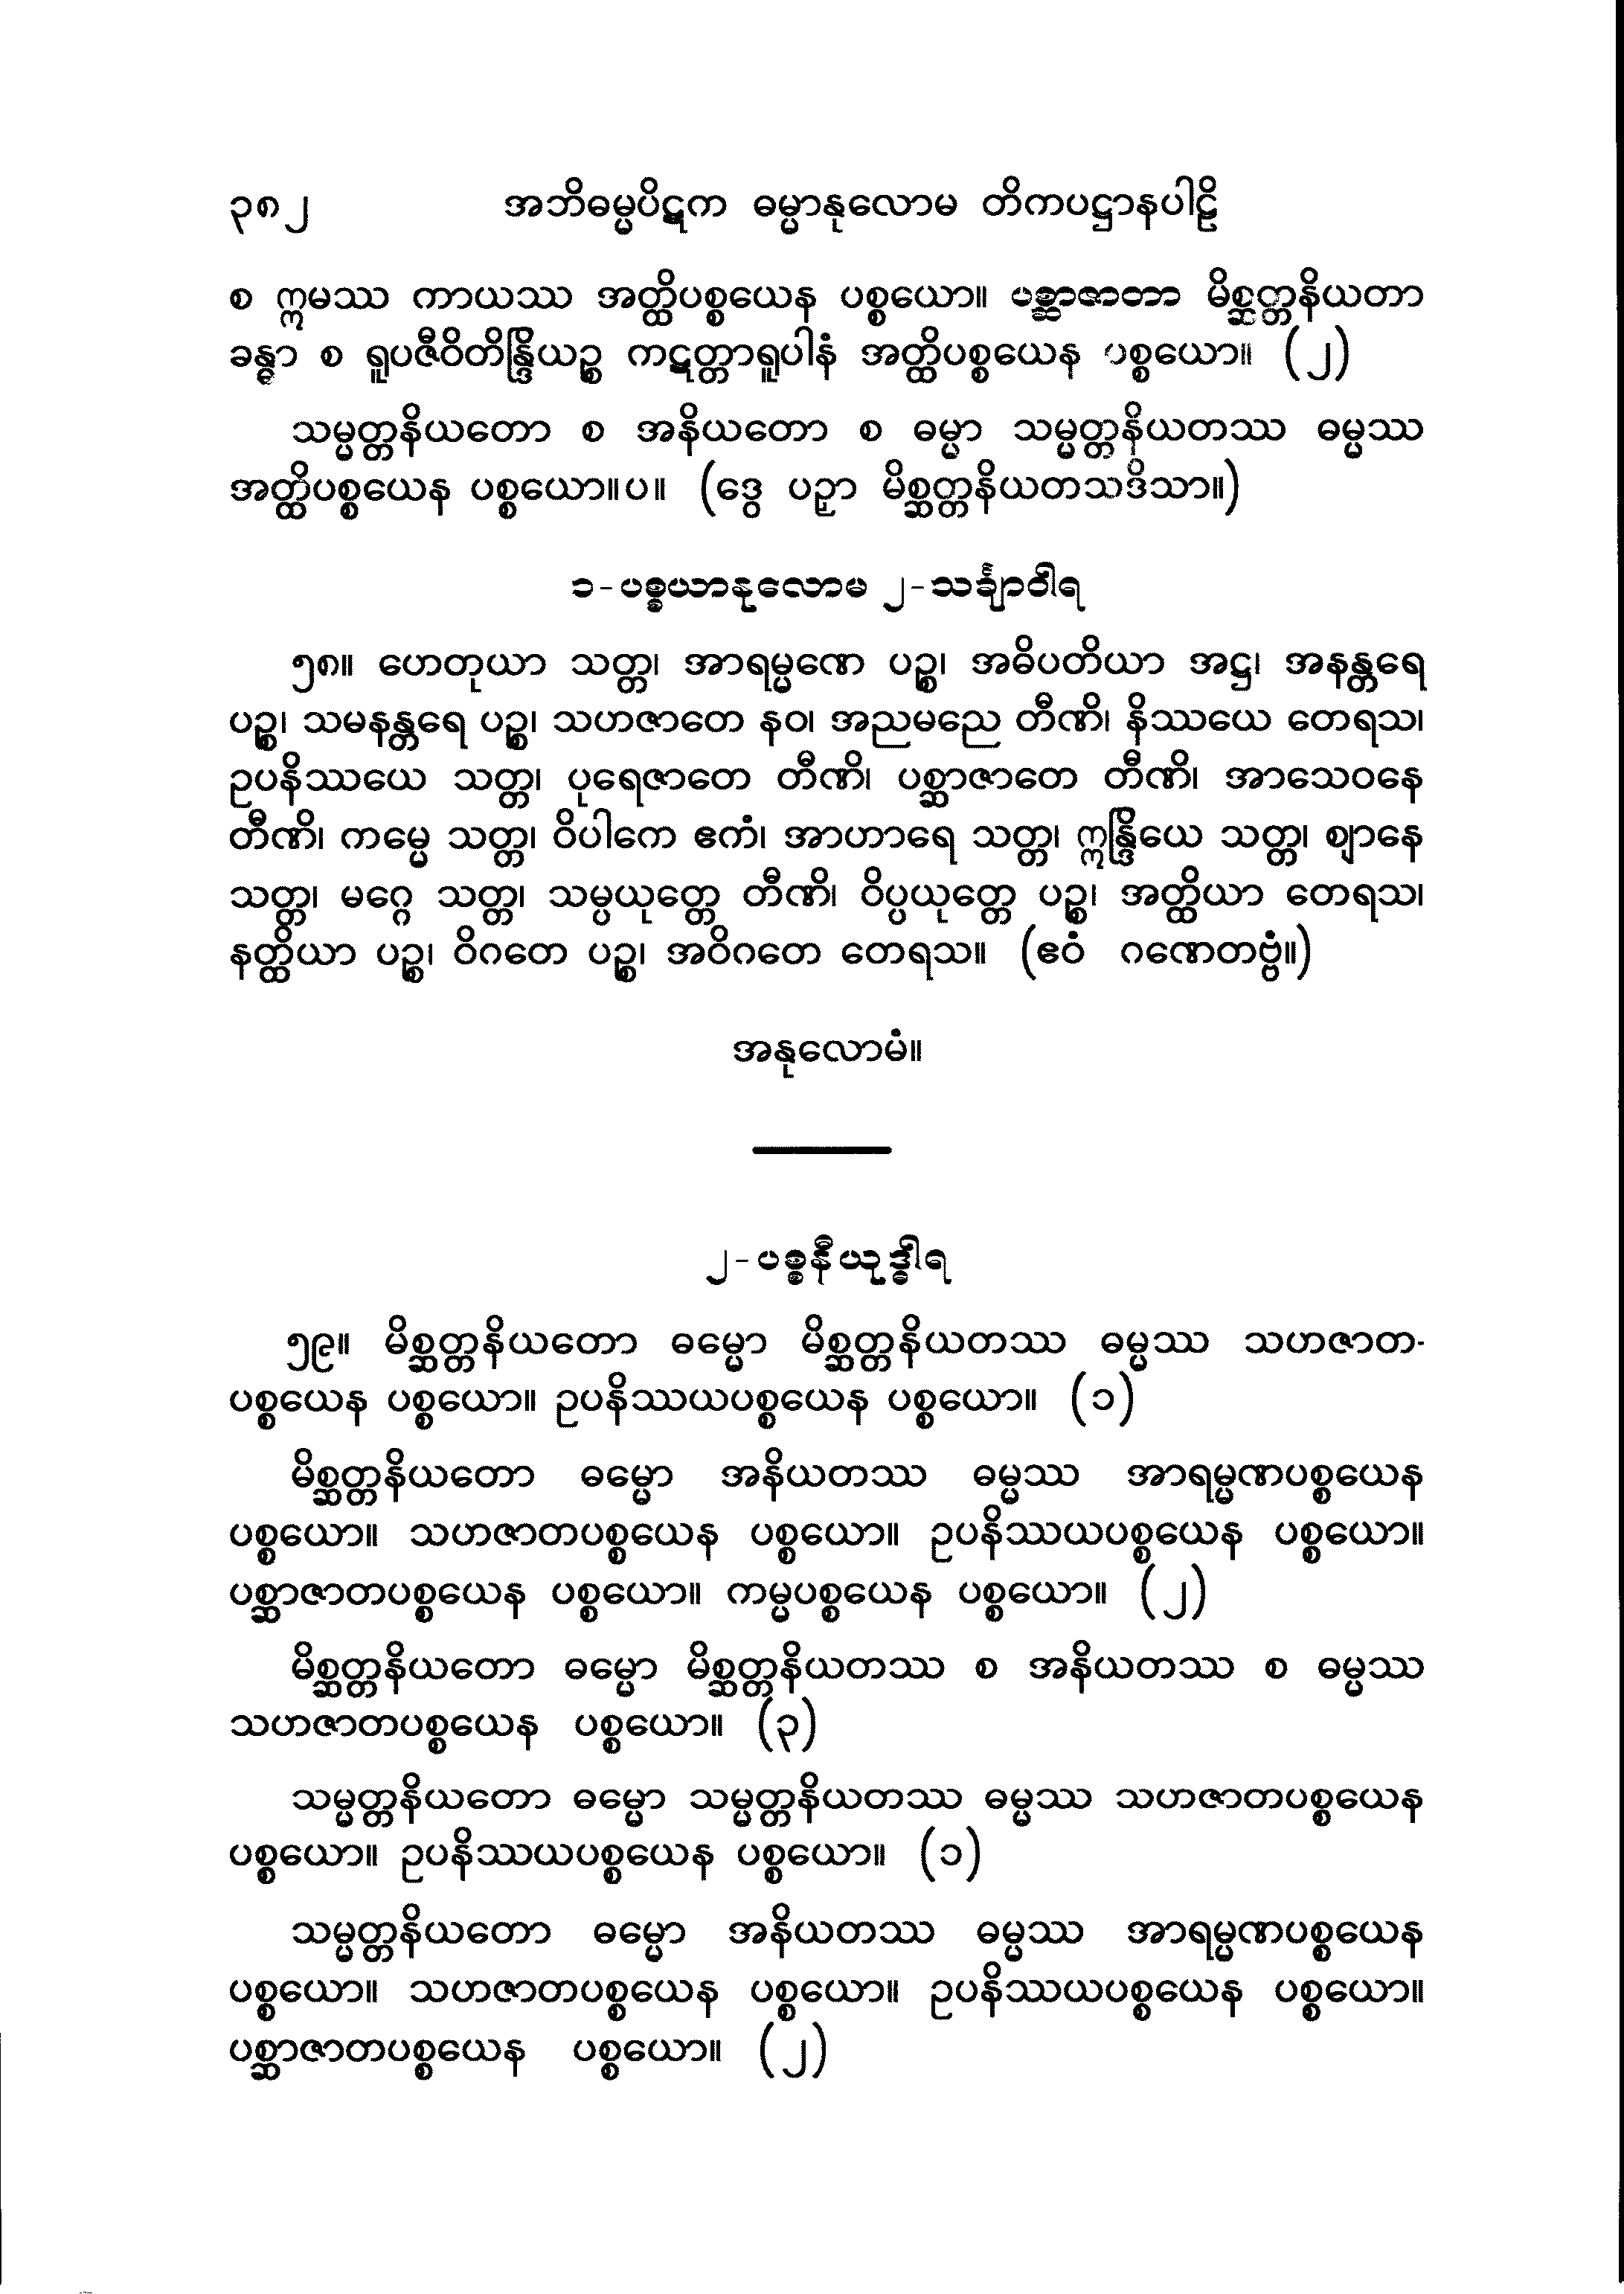 ၃၈၂ အဘိဓမ္မပိဋက ဓမ္မာနုလောမ တိကပဋ္ဌာနပါဠိ
စ ဣမဿ ကာယဿ အတ္ထိပစ္စယေန ပစ္စယော။ ပစ္ဆာဇာတာ မိစ္ဆတ္တနိယတာ
ခန္ဓာ စ ရူပဇီဝိတိန္ဒြိယဉ္စ ကဋတ္တာရူပါနံ အတ္ထိပစ္စယေန ပစ္စယော။ (၂)
သမ္မတ္တနိယတော စ အနိယတော စ ဓမ္မာ သမ္မတ္တနိယတဿ ဓမ္မဿ
အတ္ထိပစ္စယေန ပစ္စယော။ပ။ (ဒွေ ပဉှာ မိစ္ဆတ္တနိယတသဒိသာ။)
၁-ပစ္စယာနုလောမ ၂-သင်္ချာဝါရ
၅၈။ ဟေတုယာ သတ္တ၊ အာရမ္မဏေ ပဉ္စ၊ အဓိပတိယာ အဋ္ဌ၊ အနန္တရေ
ပဉ္စ၊ သမနန္တရေ ပဉ္စ၊ သဟဇာတေ နဝ၊ အညမညေ တီဏိ၊ နိဿယေ တေရသ၊
ဥပနိဿယေ သတ္တ၊ ပုရေဇာတေ တီဏိ၊ ပစ္ဆာဇာတေ တီဏိ၊ အာသေဝနေ
တီဏိ၊ ကမ္မေ သတ္တ၊ ဝိပါကေ ဧကံ၊ အာဟာရေ သတ္တ၊ ဣန္ဒြိယေ သတ္တ၊ ဈာနေ
သတ္တ၊ မဂ္ဂေ သတ္တ၊ သမ္ပယုတ္တေ တီဏိ၊ ဝိပ္ပယုတ္တေ ပဉ္စ၊ အတ္ထိယာ တေရသ၊
နတ္ထိယာ ပဉ္စ၊ ဝိဂတေ ပဉ္စ၊ အဝိဂတေ တေရသ။ (ဧဝံ ဂဏေတဗ္ဗံ။)
အနုလောမံ။
၂-ပစ္စနီယုဒ္ဓါရ
၅၉။ မိစ္ဆတ္တနိယတော ဓမ္မော မိစ္ဆတ္တနိယတဿ ဓမ္မဿ သဟဇာတ-
ပစ္စယေန ပစ္စယော။ ဥပနိဿယပစ္စယေန ပစ္စယော။ (၁)
မိစ္ဆတ္တနိယတော ဓမ္မော အနိယတဿ ဓမ္မဿ အာရမ္မဏပစ္စယေန
ပစ္စယော။ သဟဇာတပစ္စယေန ပစ္စယော။ ဥပနိဿယပစ္စယေန ပစ္စယော။
ပစ္ဆာဇာတပစ္စယေန ပစ္စယော။ ကမ္မပစ္စယေန ပစ္စယော။ (၂)
မိစ္ဆတ္တနိယတော ဓမ္မော မိစ္ဆတ္တနိယတဿ စ အနိယတဿ စ ဓမ္မဿ
သဟဇာတပစ္စယေန ပစ္စယော။ (၃)
သမ္မတ္တနိယတော ဓမ္မော သမ္မတ္တနိယတဿ ဓမ္မဿ သဟဇာတပစ္စယေန
ပစ္စယော။ ဥပနိဿယပစ္စယေန ပစ္စယော။ (၁)
သမ္မတ္တနိယတော ဓမ္မော အနိယတဿ ဓမ္မဿ အာရမ္မဏပစ္စယေန
ပစ္စယော။ သဟဇာတပစ္စယေန ပစ္စယော။ ဥပနိဿယပစ္စယေန ပစ္စယော။
ပစ္ဆာဇာတပစ္စယေန ပစ္စယော။ (၂)